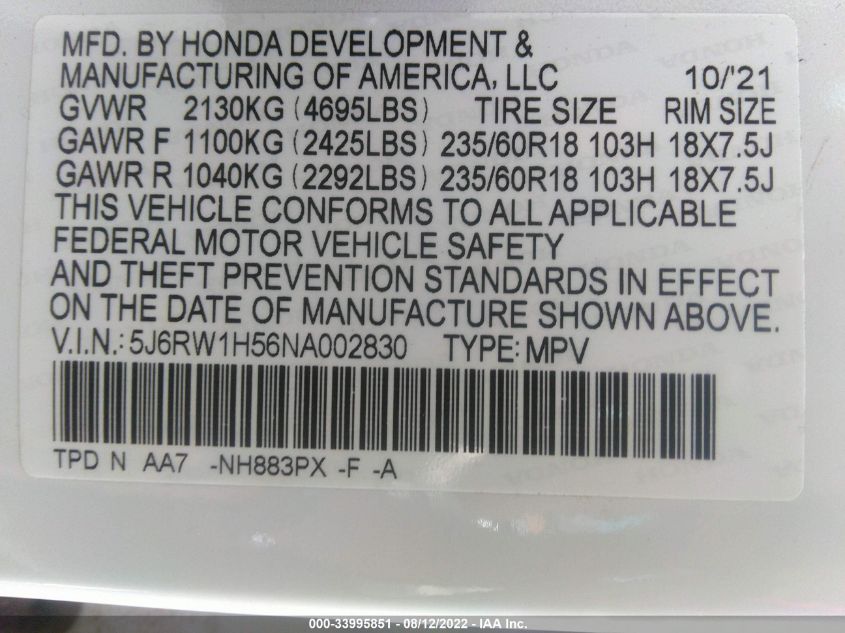 MFD. BY HONDA DEVELOPMENT &
MANUFACTURING OF AMERICA, LLC 10/'21
GVWR 2130KG (4695LBS) TIRE SIZE RIM SIZE
GAWR F 1100KG (2425LBS) 235/60R18 103H 18X7.5J
GAWR R 1040KG (2292LBS) 235/60R18 103H 18X7.5J
THIS VEHICLE CONFORMS TO ALL APPLICABLE
FEDERAL MOTOR VEHICLE SAFETY
AND THEFT PREVENTION STANDARDS IN EFFECT
ON THE DATE OF MANUFACTURE SHOWN ABOVE.
V.I.N.: 5J6RW1H56NA002830 TYPE: MPV
TPD N AA7 -NH883PX -F -A
000-33995851 - 08/12/2022 - IAA Inc.